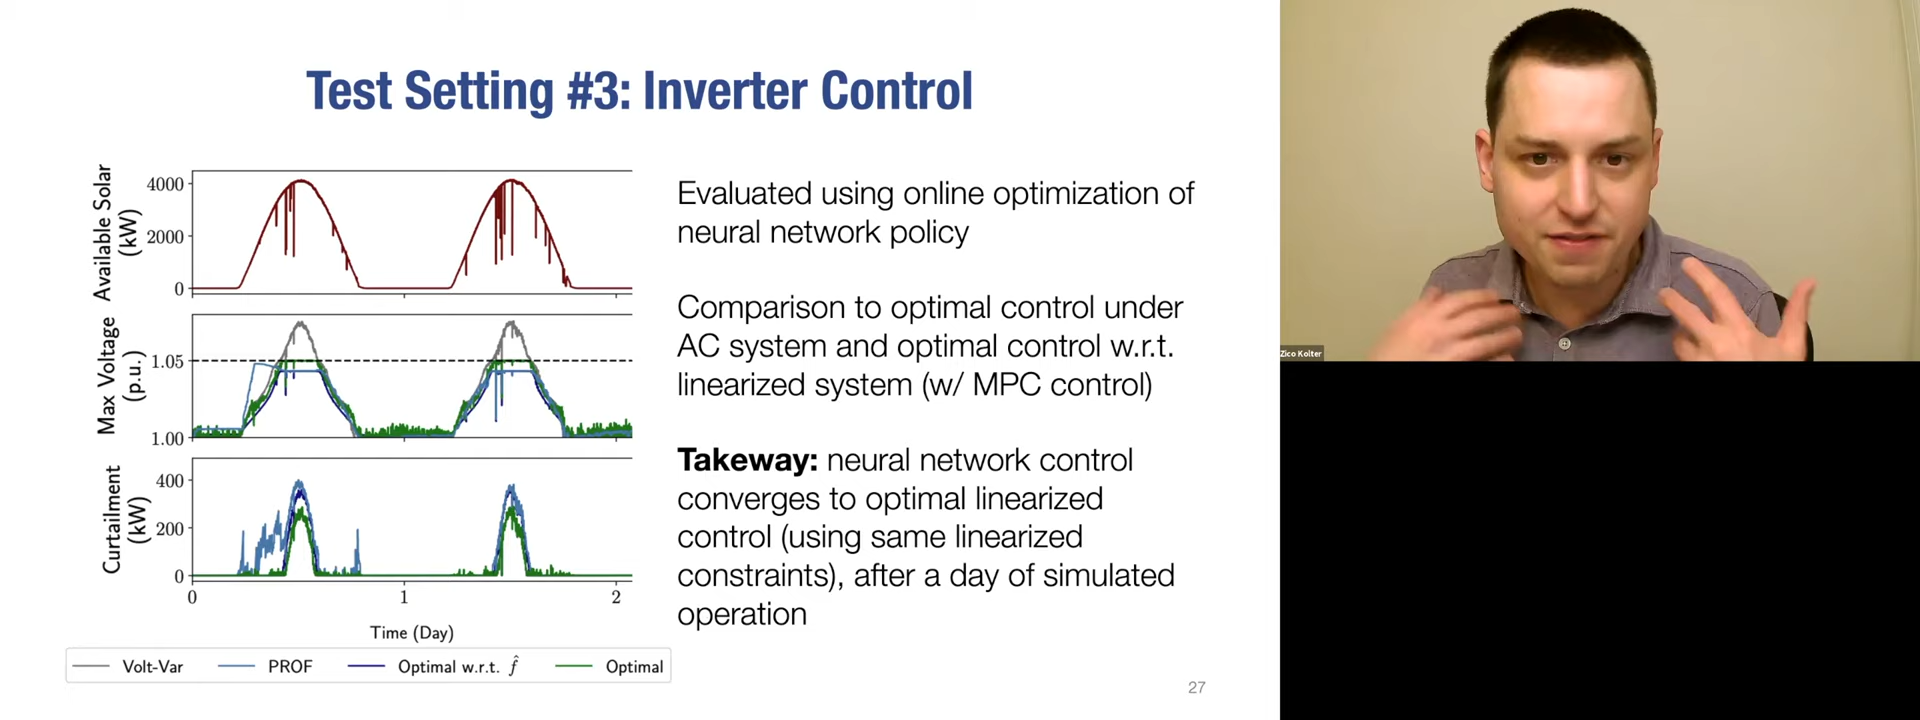 Test Setting #3: Inverter Control
Available Solar
(kW)
4000
2000
0
Max Voltage
(p.u.)
1.05
1.00
Curtailment
(kW)
400
200
0
0
1
2
Time (Day)
Volt-Var
PROF
Optimal w.r.t. f̂
Optimal
Evaluated using online optimization of
neural network policy
Comparison to optimal control under
AC system and optimal control w.r.t.
linearized system (w/ MPC control)
Takeway: neural network control
converges to optimal linearized
control (using same linearized
constraints), after a day of simulated
operation
27
Zico Kolter